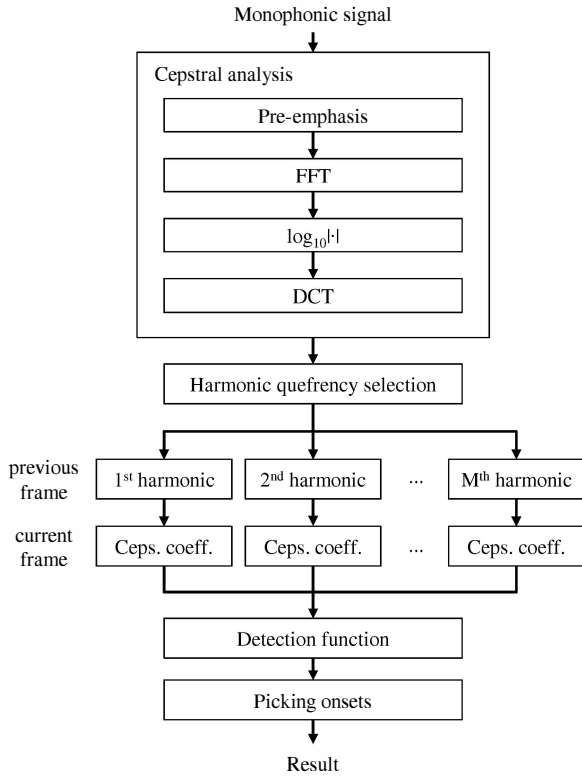 Monophonic signal
Cepstral analysis
Pre-emphasis
FFT
log₁₀|·|
DCT
Harmonic quefrency selection
previous frame
1ˢᵗ harmonic
2ⁿᵈ harmonic
...
Mᵗʰ harmonic
current frame
Ceps. coeff.
Ceps. coeff.
...
Ceps. coeff.
Detection function
Picking onsets
Result